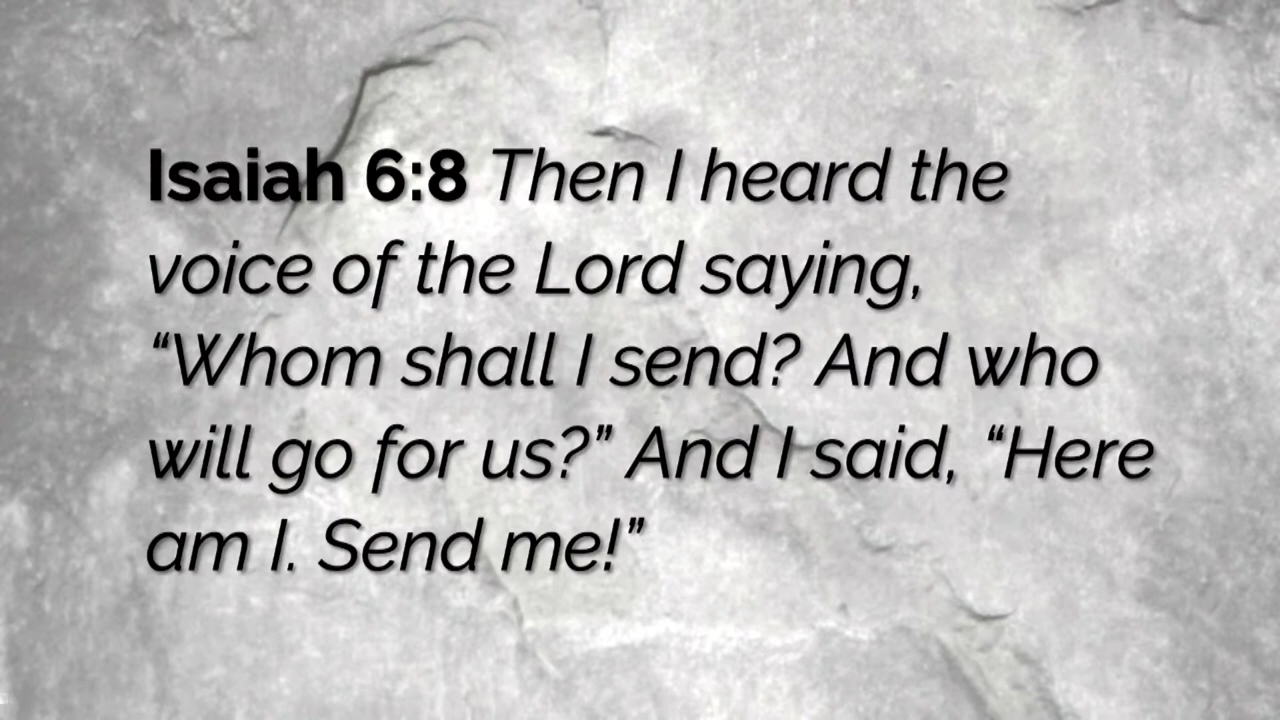 Isaiah 6:8 Then I heard the
voice of the Lord saying,
“Whom shall I send? And who
will go for us?” And I said, “Here
am I. Send me!”